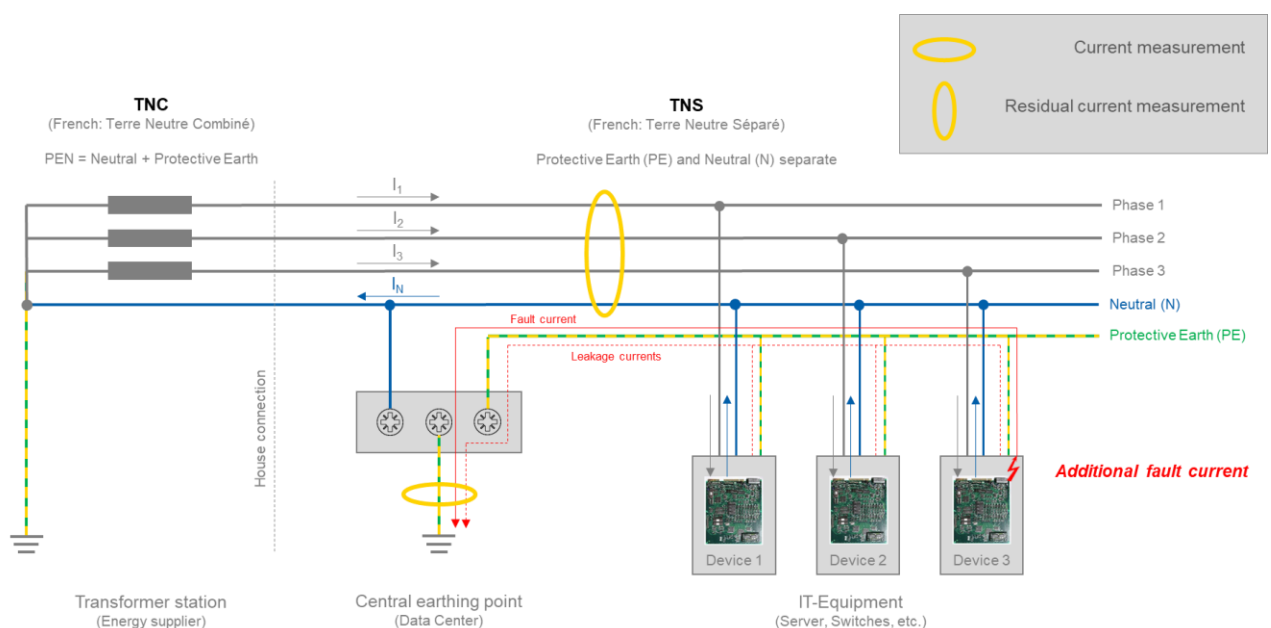 Current measurement
Residual current measurement
TNC
(French: Terre Neutre Combiné)
PEN = Neutral + Protective Earth
TNS
(French: Terre Neutre Séparé)
Protective Earth (PE) and Neutral (N) separate
I1
Phase 1
I2
Phase 2
I3
Phase 3
IN
Neutral (N)
Fault current
Protective Earth (PE)
Leakage currents
House connection
Additional fault current
Device 1
Device 2
Device 3
Transformer station
(Energy supplier)
Central earthing point
(Data Center)
IT-Equipment
(Server, Switches, etc.)